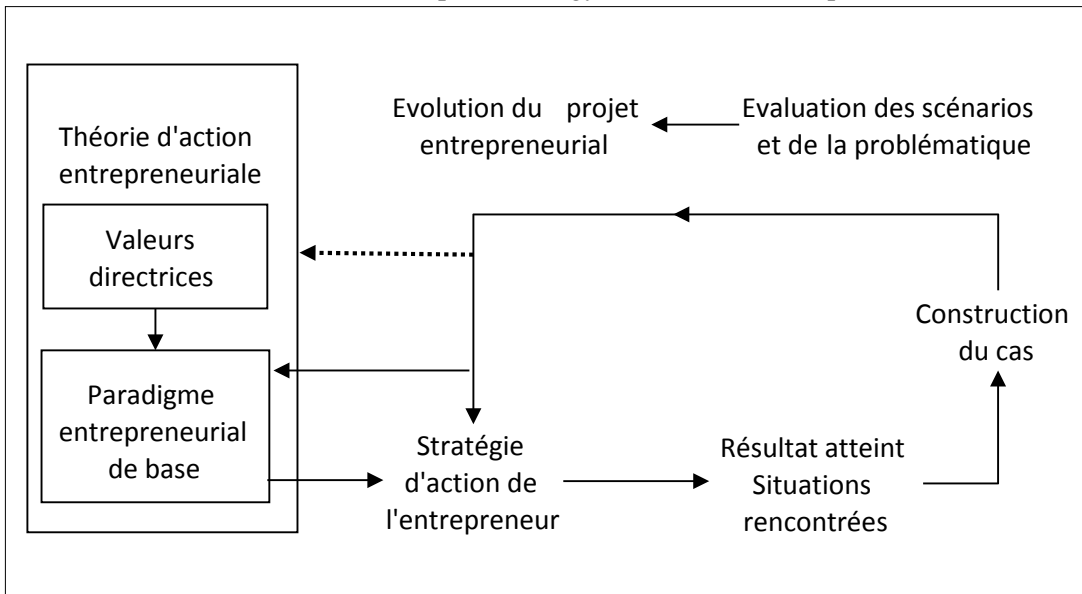 Théorie d'action
entrepreneuriale
Valeurs
directrices
Paradigme
entrepreneurial
de base
Evolution du projet
entrepreneurial
Evaluation des scénarios
et de la problématique
Stratégie
d'action de
l'entrepreneur
Résultat atteint
Situations
rencontrées
Construction
du cas